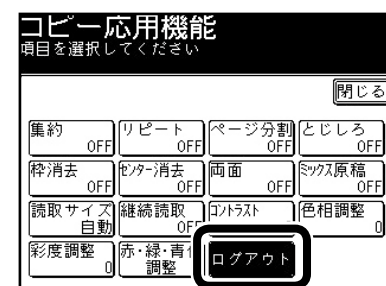 コピー応用機能
項目を選択してください
閉じる
集約 OFF
リピート OFF
ページ分割 OFF
とじしろ OFF
枠消去 OFF
センター消去 OFF
両面 OFF
ミックス原稿 OFF
読取サイズ 自動
継続読取 OFF
コントラスト
色相調整 0
彩度調整 0
赤・緑・青
調整
ログアウト